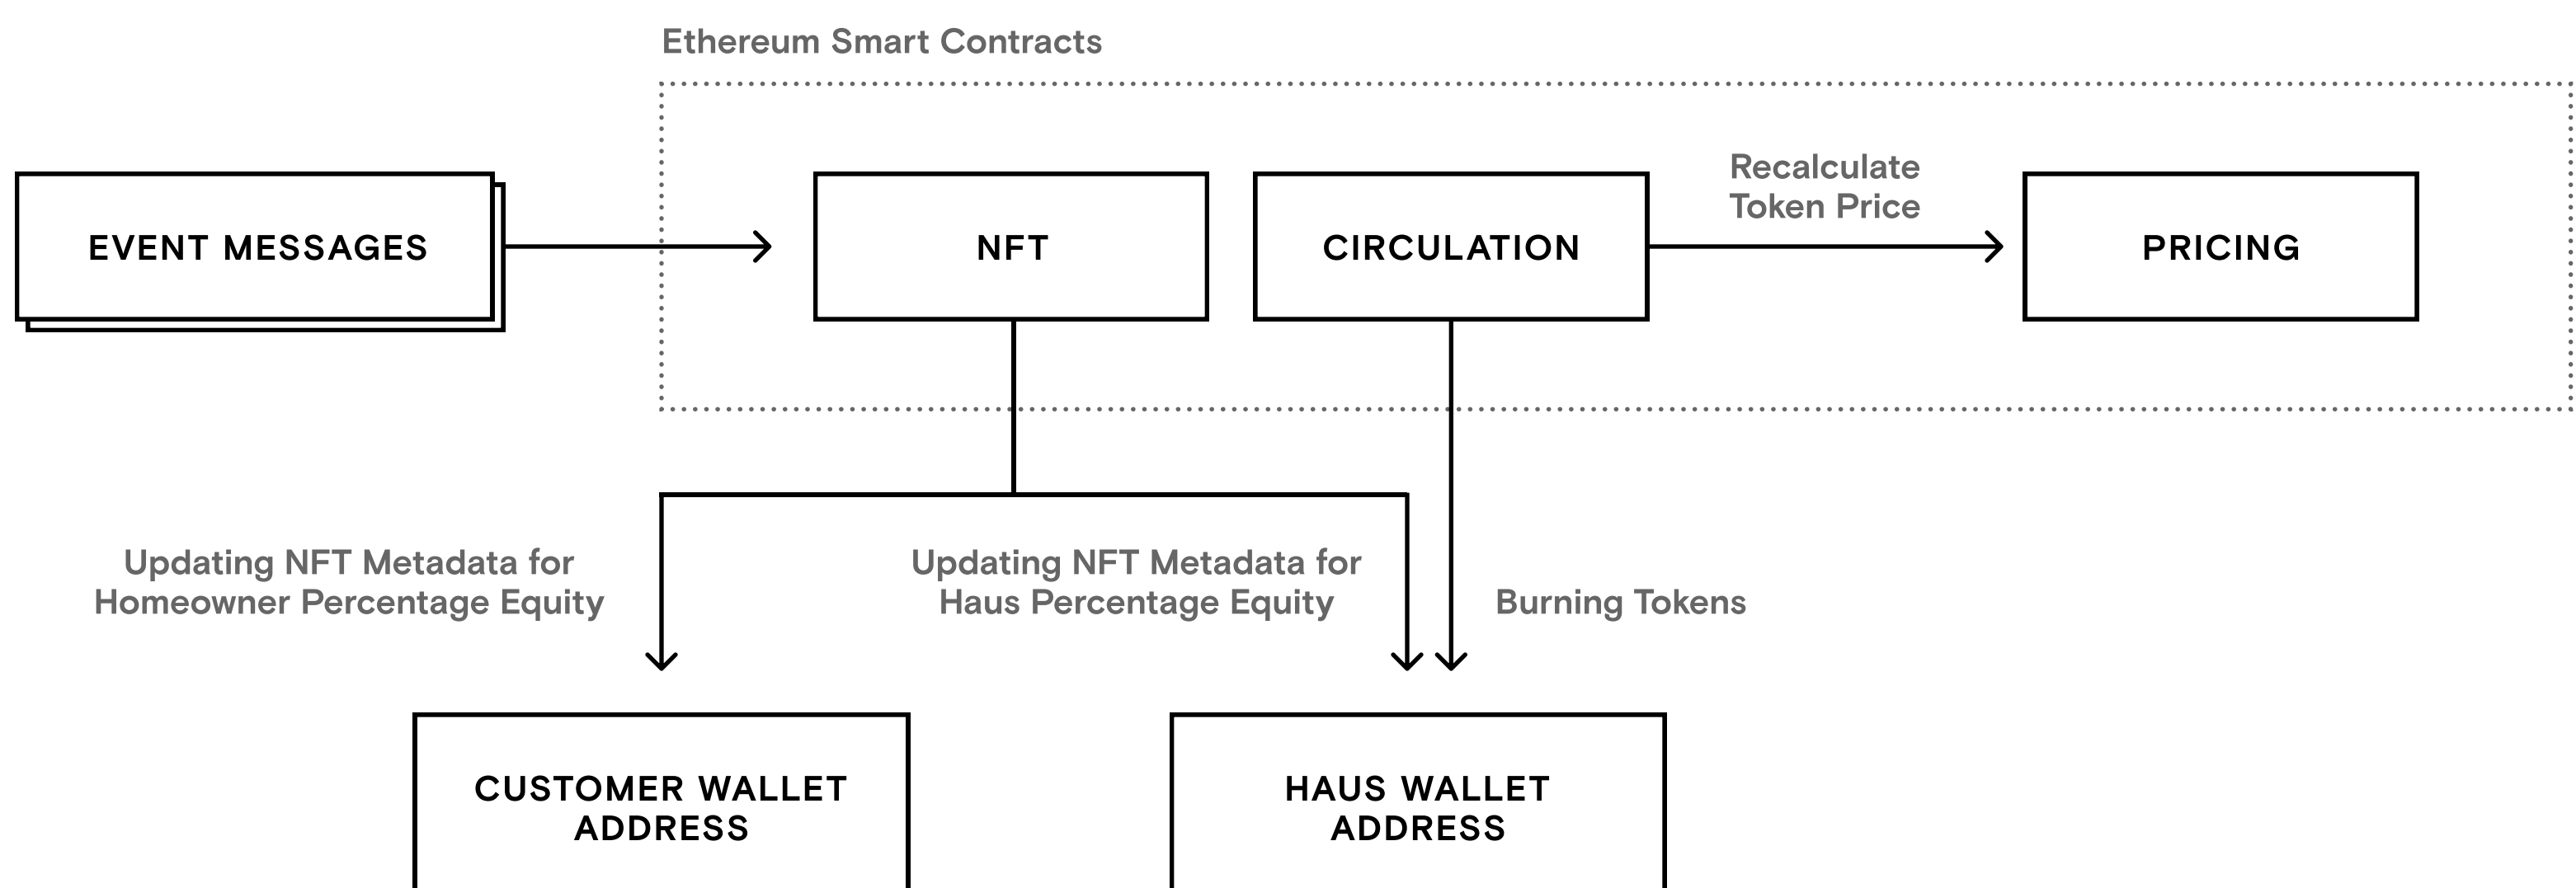 Ethereum Smart Contracts
Recalculate
Token Price
EVENT MESSAGES
NFT
CIRCULATION
PRICING
Updating NFT Metadata for
Homeowner Percentage Equity
Updating NFT Metadata for
Haus Percentage Equity
Burning Tokens
CUSTOMER WALLET
ADDRESS
HAUS WALLET
ADDRESS